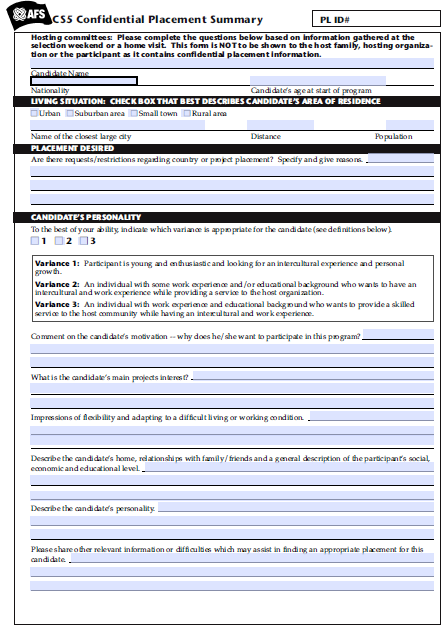 AFS CSS Confidential Placement Summary
PL ID#
Hosting committees: Please complete the questions below based on information gathered at the
selection weekend or a home visit. This form is NOT to be shown to the host family, hosting organiza-
tion or the participant as it contains confidential placement information.
Candidate Name
Nationality Candidate's age at start of program
LIVING SITUATION: CHECK BOX THAT BEST DESCRIBES CANDIDATE'S AREA OF RESIDENCE
Urban Suburban area Small town Rural area
Name of the closest large city Distance Population
PLACEMENT DESIRED
Are there requests/restrictions regarding country or project placement? Specify and give reasons.
CANDIDATE'S PERSONALITY
To the best of your ability, indicate which variance is appropriate for the candidate (see definitions below).
1 2 3
Variance 1: Participant is young and enthusiastic and looking for an intercultural experience and personal
growth.
Variance 2: An individual with some work experience and/or educational background who wants to have an
intercultural and work experience while providing a service to the host organization.
Variance 3: An individual with work experience and educational background who wants to provide a skilled
service to the host community while having an intercultural and work experience.
Comment on the candidate's motivation -- why does he/she want to participate in this program?
What is the candidate's main projects interest?
Impressions of flexibility and adapting to a difficult living or working condition.
Describe the candidate's home, relationships with family/friends and a general description of the participant's social,
economic and educational level.
Describe the candidate's personality.
Please share other relevant information or difficulties which may assist in finding an appropriate placement for this
candidate.